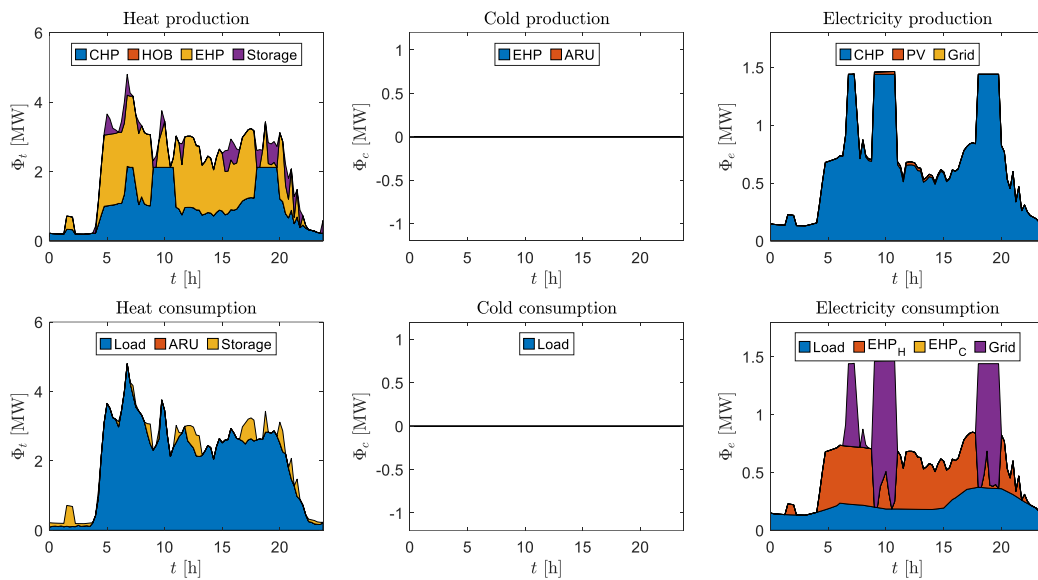 Heat production
Cold production
Electricity production
CHP HOB EHP Storage
EHP ARU
CHP PV Grid
Φt [MW]
6
4
2
0
0 5 10 15 20
t [h]
Φc [MW]
1
0.5
0
-0.5
-1
0 5 10 15 20
t [h]
Φe [MW]
1.5
1
0.5
0
0 5 10 15 20
t [h]
Heat consumption
Cold consumption
Electricity consumption
Load ARU Storage
Load
Load EHP_H EHP_C Grid
Φt [MW]
6
4
2
0
0 5 10 15 20
t [h]
Φc [MW]
1
0.5
0
-0.5
-1
0 5 10 15 20
t [h]
Φe [MW]
1.5
1
0.5
0
0 5 10 15 20
t [h]